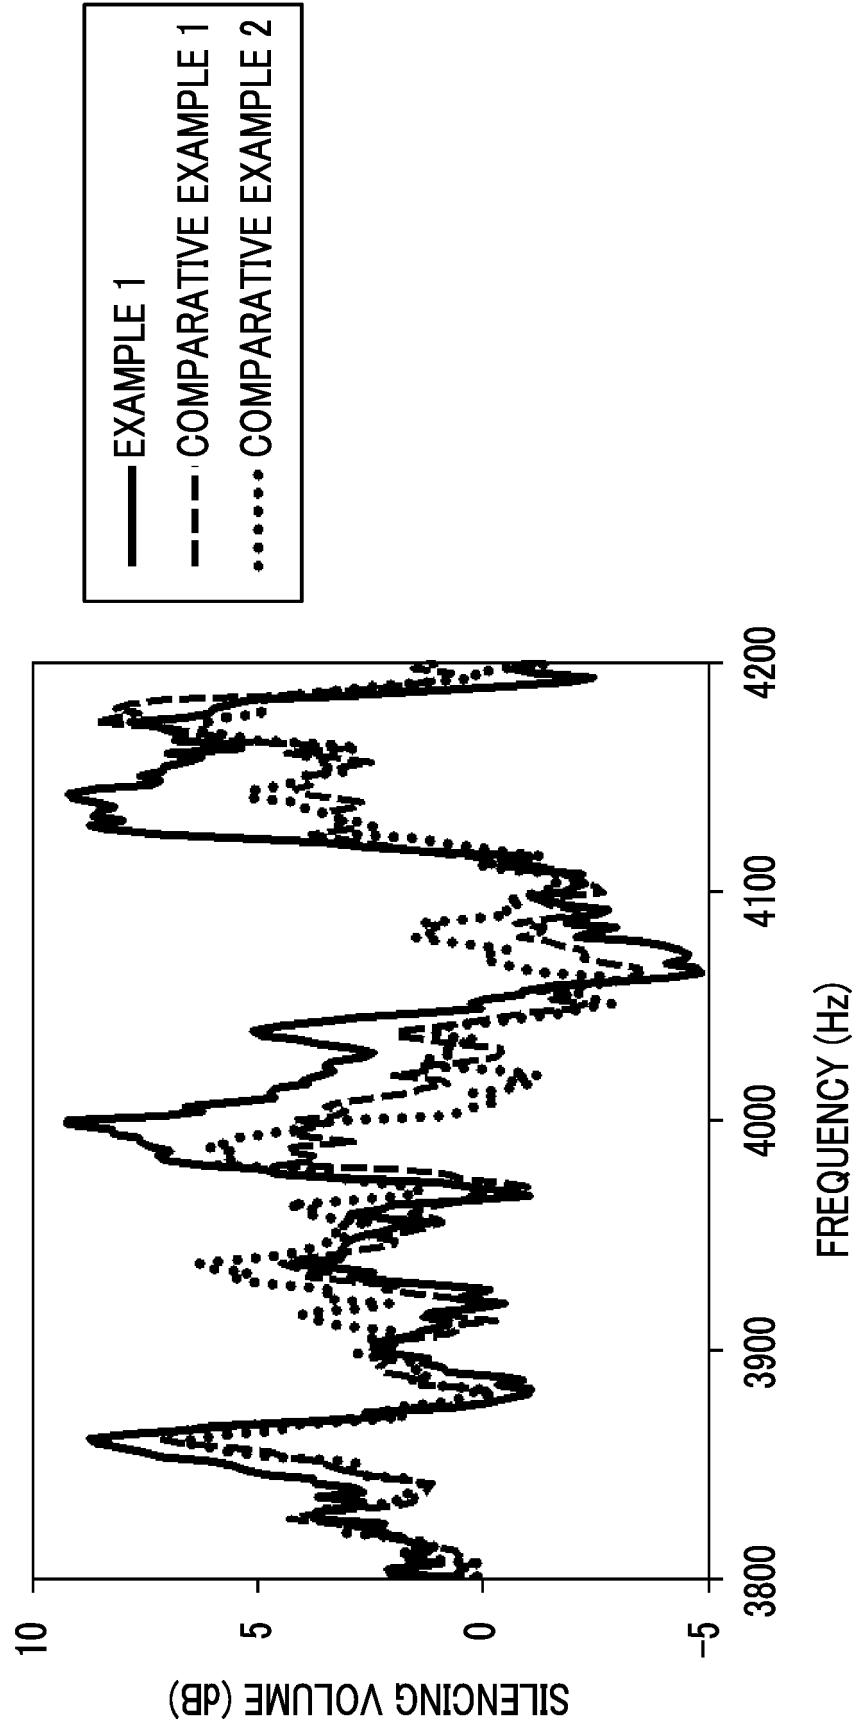 EXAMPLE 1
COMPARATIVE EXAMPLE 1
COMPARATIVE EXAMPLE 2
SILENCING VOLUME (dB)
10
5
0
-5
3800
3900
4000
4100
4200
FREQUENCY (Hz)